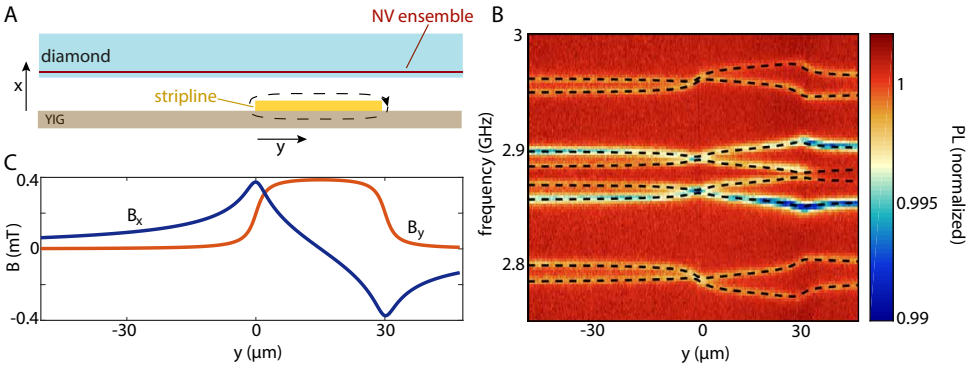 A
NV ensemble
diamond
x
stripline
YIG
y
B
3
2.9
2.8
frequency (GHz)
-30
0
30
y (μm)
1
0.995
0.99
PL (normalized)
C
0.4
0
-0.4
B (mT)
Bx
By
-30
0
30
y (μm)